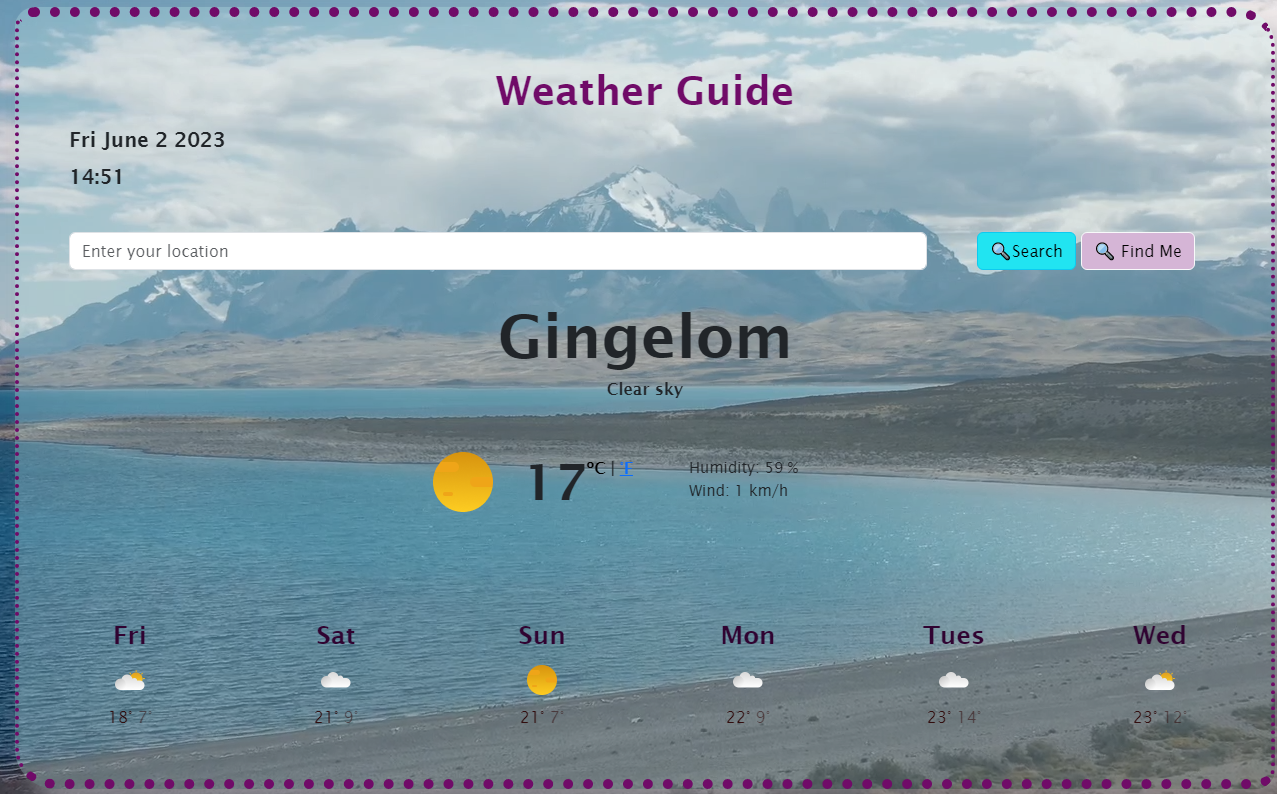 Weather Guide
Fri June 2 2023
14:51
Enter your location
Search
Find Me
Gingelom
Clear sky
17°C | °F
Humidity: 59 %
Wind: 1 km/h
Fri Sat Sun Mon Tues Wed
18° 7° 21° 9° 21° 7° 22° 9° 23° 14° 23° 12°